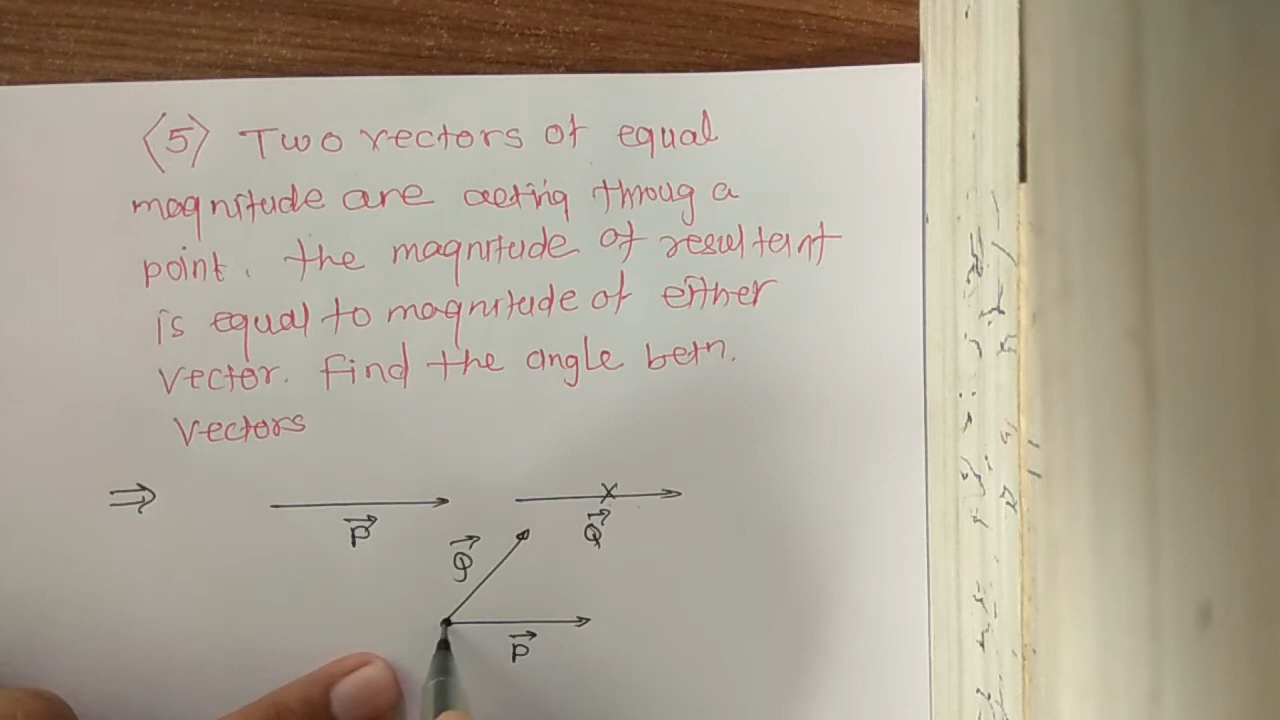 (5) Two vectors of equal
magnitude are acting throug a
point. the magnitude of resultant
is equal to magnitude of either
vector. find the angle betn.
vectors
⇒ P⃗ Q⃗
Q⃗
P⃗